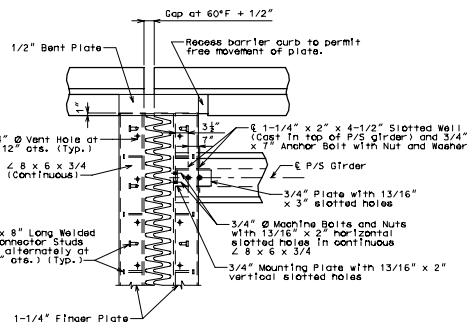 Gap at 60°F + 1/2"
1/2" Bent Plate
Recess barrier curb to permit
free movement of plate.
1"
3½"
7"
" Ø Vent Hole at
12" cts. (Typ.)
∠ 8 x 6 x 3/4
(Continuous)
℄ 1-1/4" x 2" x 4-1/2" Slotted Well
(Cast in top of P/S girder) and 3/4"
x 7" Anchor Bolt with Nut and Washer
℄ P/S Girder
3/4" Plate with 13/16"
x 3" slotted holes
x 8" Long Welded
onnector Studs
alternately at
" cts.) (Typ.)
3/4" Ø Machine Bolts and Nuts
with 13/16" x 2" horizontal
slotted holes in continuous
∠ 8 x 6 x 3/4
3/4" Mounting Plate with 13/16" x 2"
vertical slotted holes
1-1/4" Finger Plate